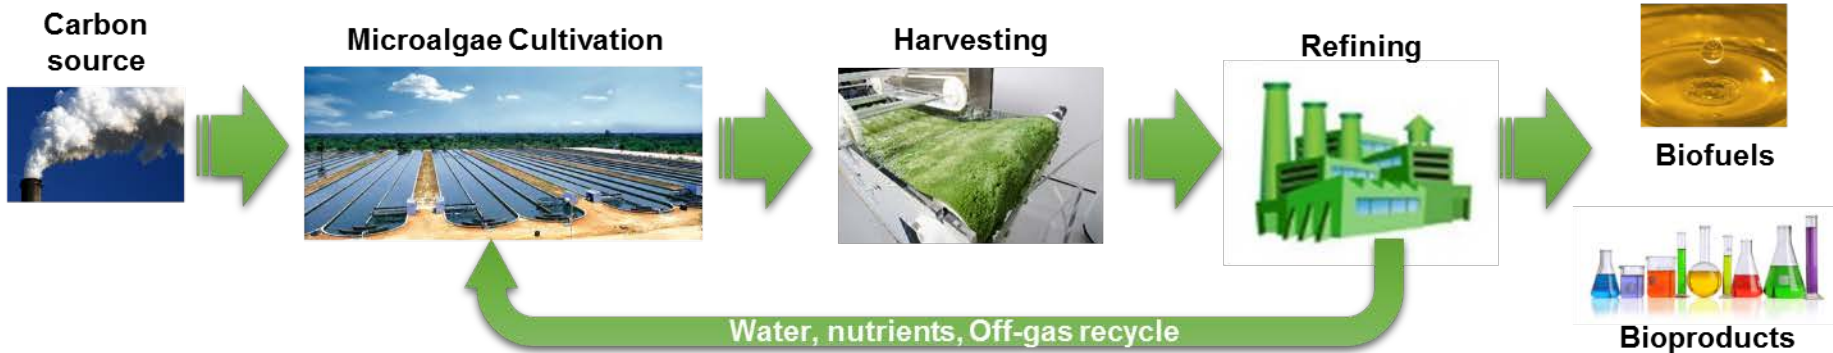 Carbon
source
Microalgae Cultivation
Harvesting
Refining
Biofuels
Bioproducts
Water, nutrients, Off-gas recycle